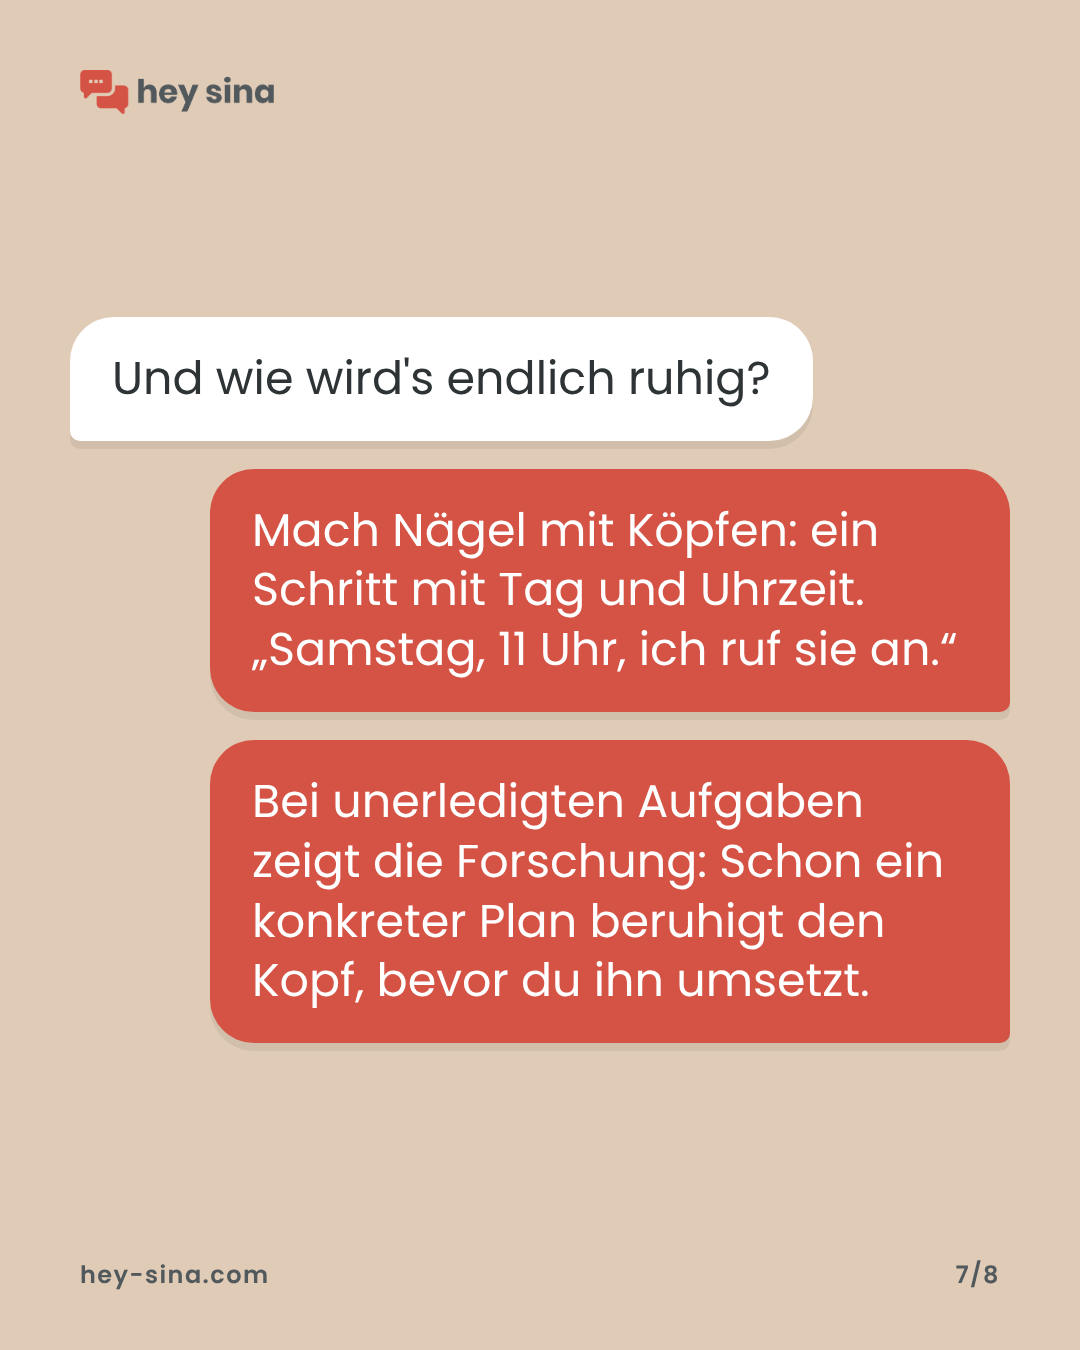 hey sina
Und wie wird's endlich ruhig?
Mach Nägel mit Köpfen: ein
Schritt mit Tag und Uhrzeit.
„Samstag, 11 Uhr, ich ruf sie an.“
Bei unerledigten Aufgaben
zeigt die Forschung: Schon ein
konkreter Plan beruhigt den
Kopf, bevor du ihn umsetzt.
hey-sina.com
7/8